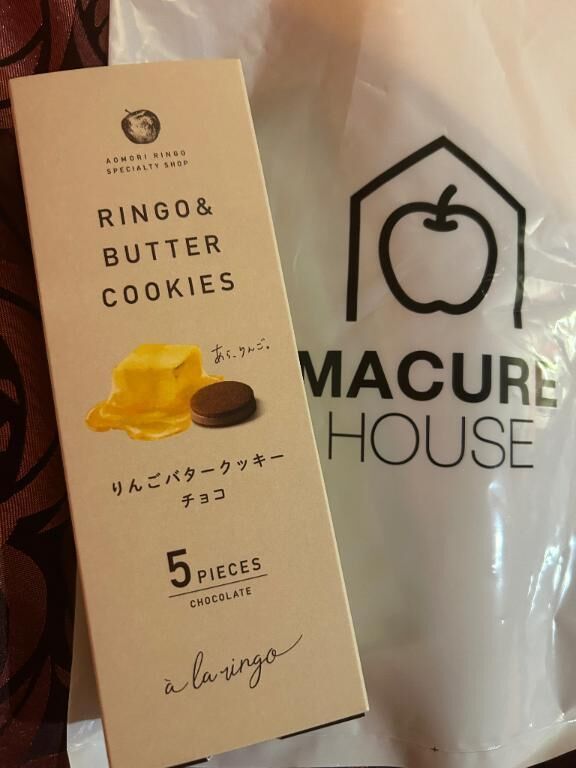 AOMORI RINGO
SPECIALTY SHOP
RINGO&
BUTTER
COOKIES
あら、りんご。
りんごバタークッキー
チョコ
5 PIECES
CHOCOLATE
à la ringo
MACURE
HOUSE